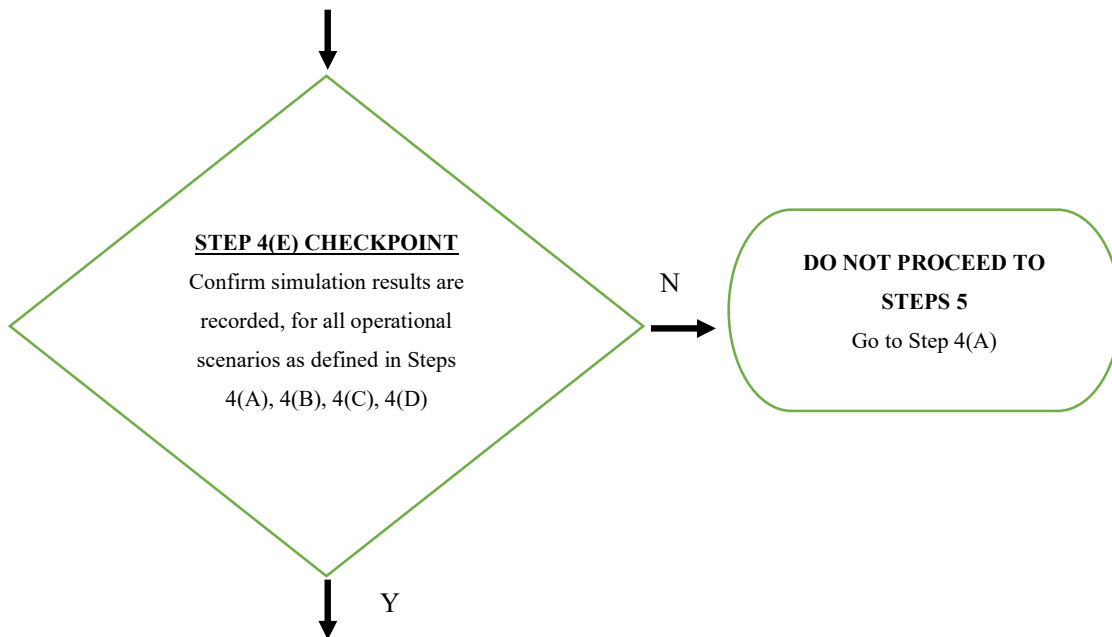 STEP 4(E) CHECKPOINT
Confirm simulation results are
recorded, for all operational
scenarios as defined in Steps
4(A), 4(B), 4(C), 4(D)
N
DO NOT PROCEED TO
STEPS 5
Go to Step 4(A)
Y